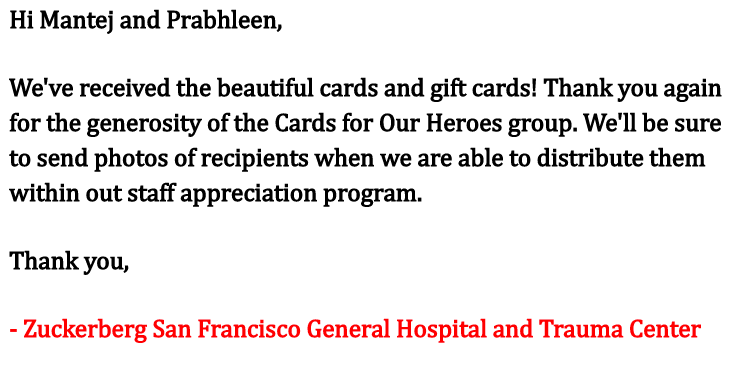 Hi Mantej and Prabhleen,
We've received the beautiful cards and gift cards! Thank you again
for the generosity of the Cards for Our Heroes group. We'll be sure
to send photos of recipients when we are able to distribute them
within out staff appreciation program.
Thank you,
- Zuckerberg San Francisco General Hospital and Trauma Center